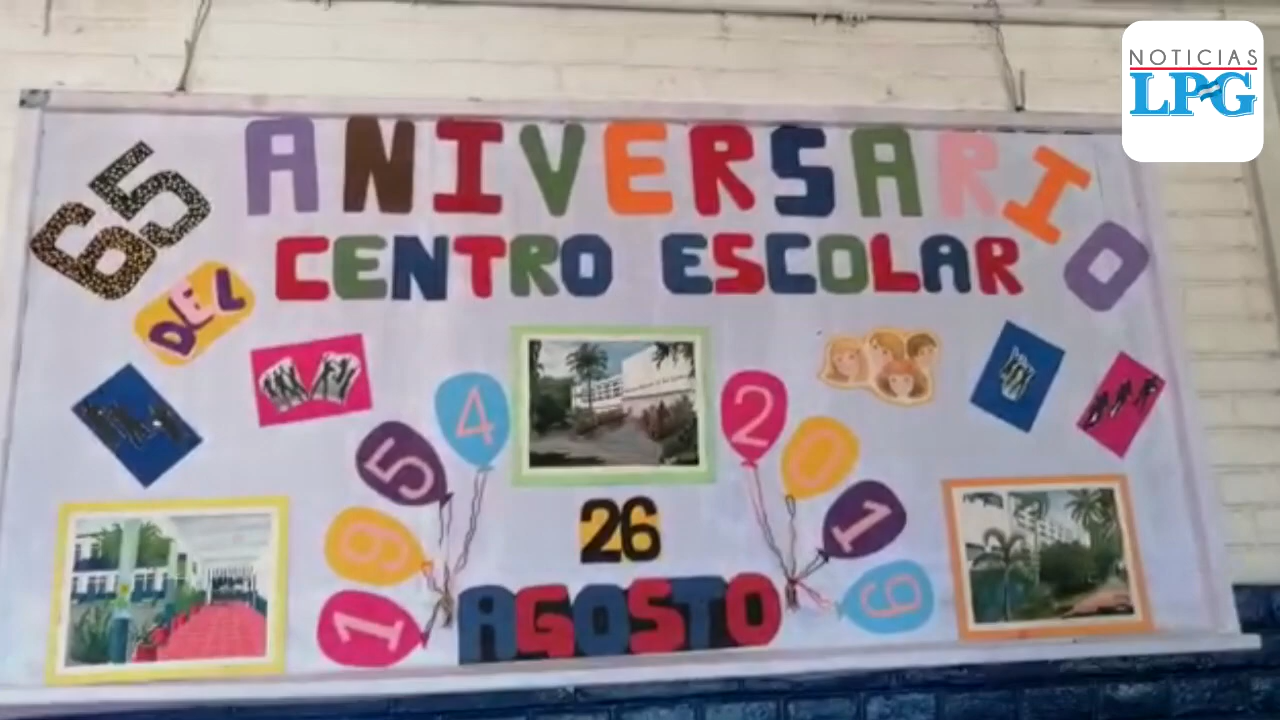 NOTICIAS
LPG
65 ANIVERSARIO
DEL
CENTRO ESCOLAR
1954
2019
26
AGOSTO